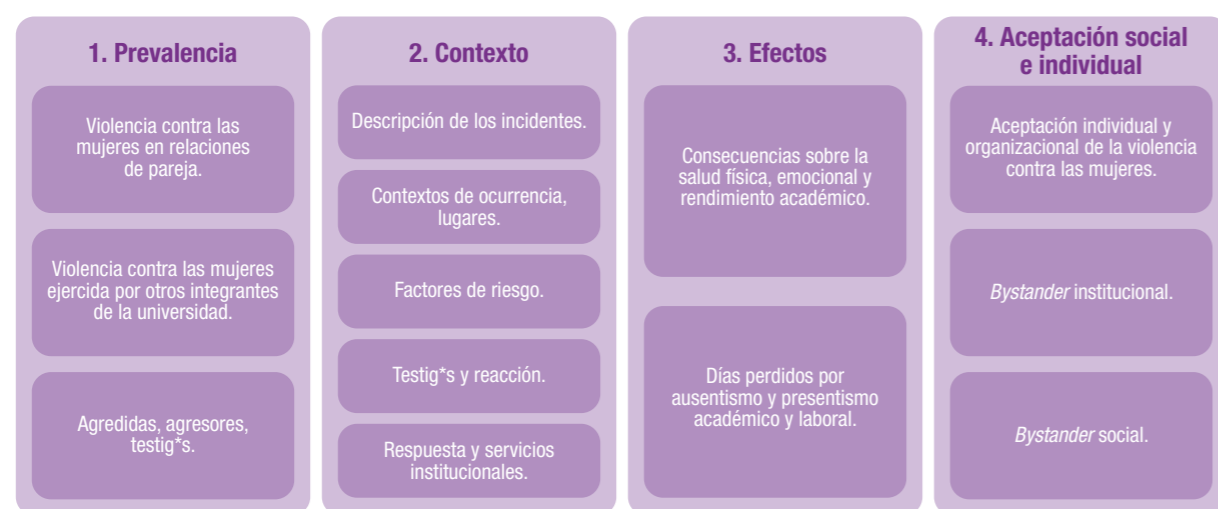 1. Prevalencia
Violencia contra las
mujeres en relaciones
de pareja.
Violencia contra las mujeres
ejercida por otros integrantes
de la universidad.
Agredidas, agresores,
testig*s.
2. Contexto
Descripción de los incidentes.
Contextos de ocurrencia,
lugares.
Factores de riesgo.
Testig*s y reacción.
Respuesta y servicios
institucionales.
3. Efectos
Consecuencias sobre la
salud física, emocional y
rendimiento académico.
Días perdidos por
ausentismo y presentismo
académico y laboral.
4. Aceptación social
e individual
Aceptación individual y
organizacional de la violencia
contra las mujeres.
Bystander institucional.
Bystander social.